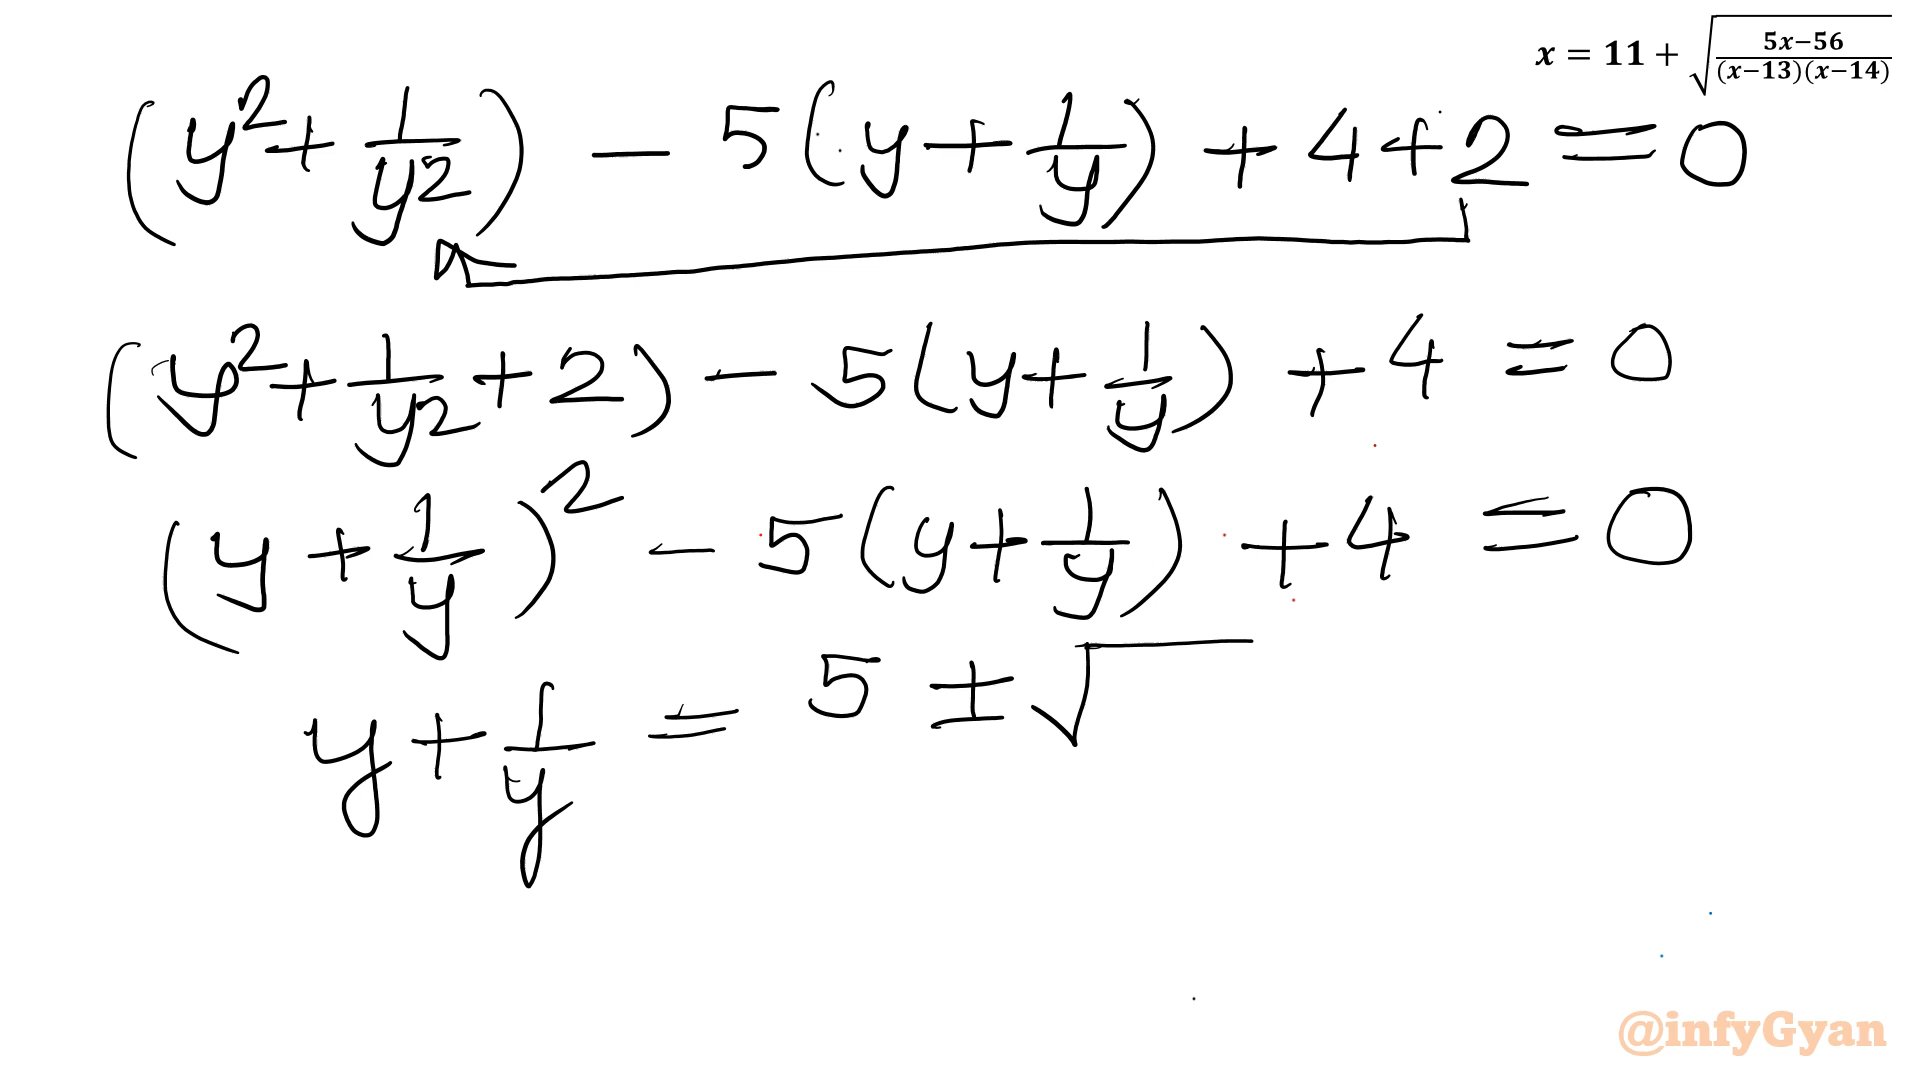 x = 11 + √((5x−56)/((x−13)(x−14)))
(y² + 1/y²) − 5(y + 1/y) + 4 + 2 = 0
(y² + 1/y² + 2) − 5(y + 1/y) + 4 = 0
(y + 1/y)² − 5(y + 1/y) + 4 = 0
y + 1/y = 5 ± √
@infyGyan